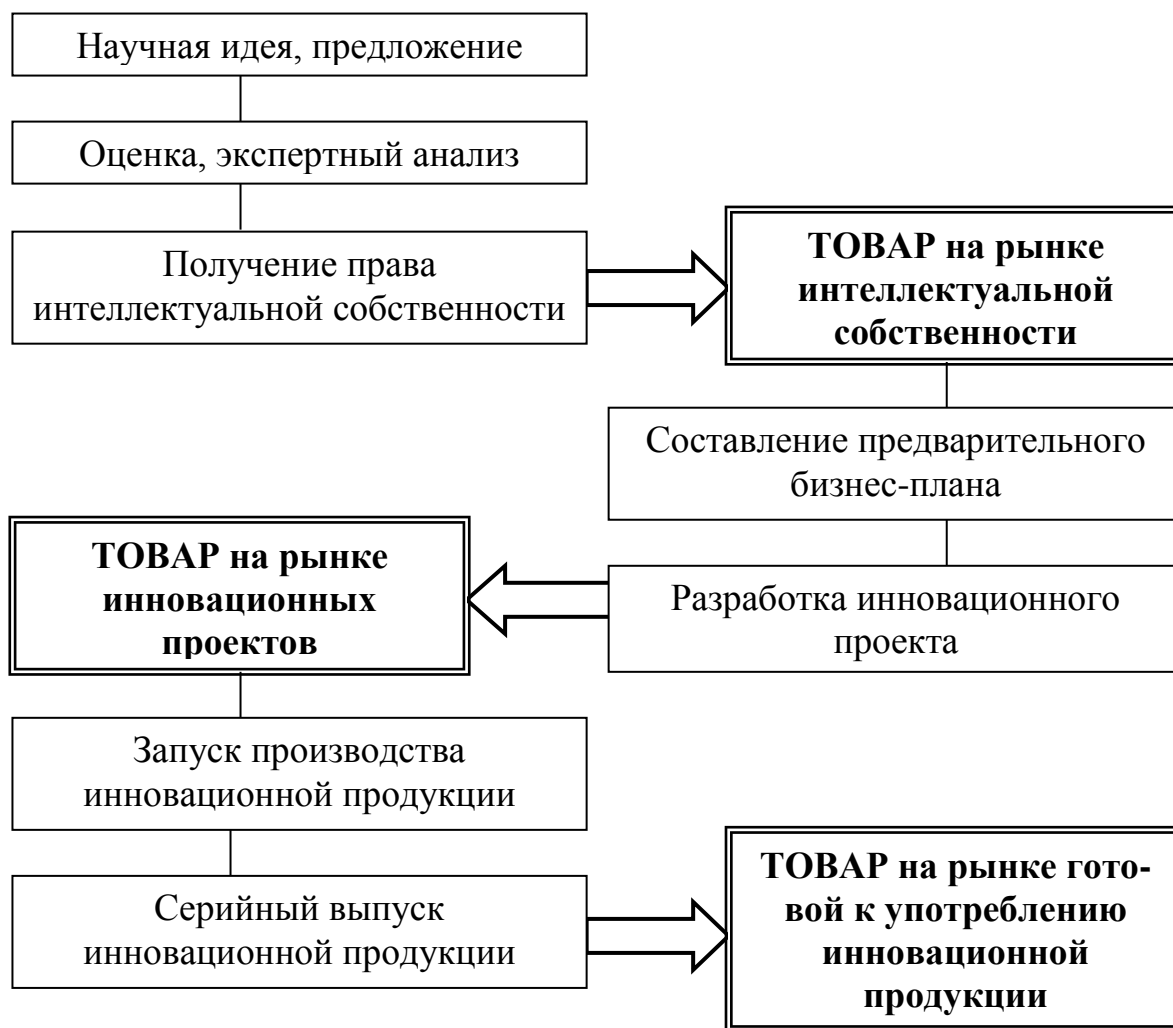 Научная идея, предложение
Оценка, экспертный анализ
Получение права
интеллектуальной собственности
ТОВАР на рынке
интеллектуальной
собственности
Составление предварительного
бизнес-плана
Разработка инновационного
проекта
ТОВАР на рынке
инновационных
проектов
Запуск производства
инновационной продукции
Серийный выпуск
инновационной продукции
ТОВАР на рынке гото-
вой к употреблению
инновационной
продукции